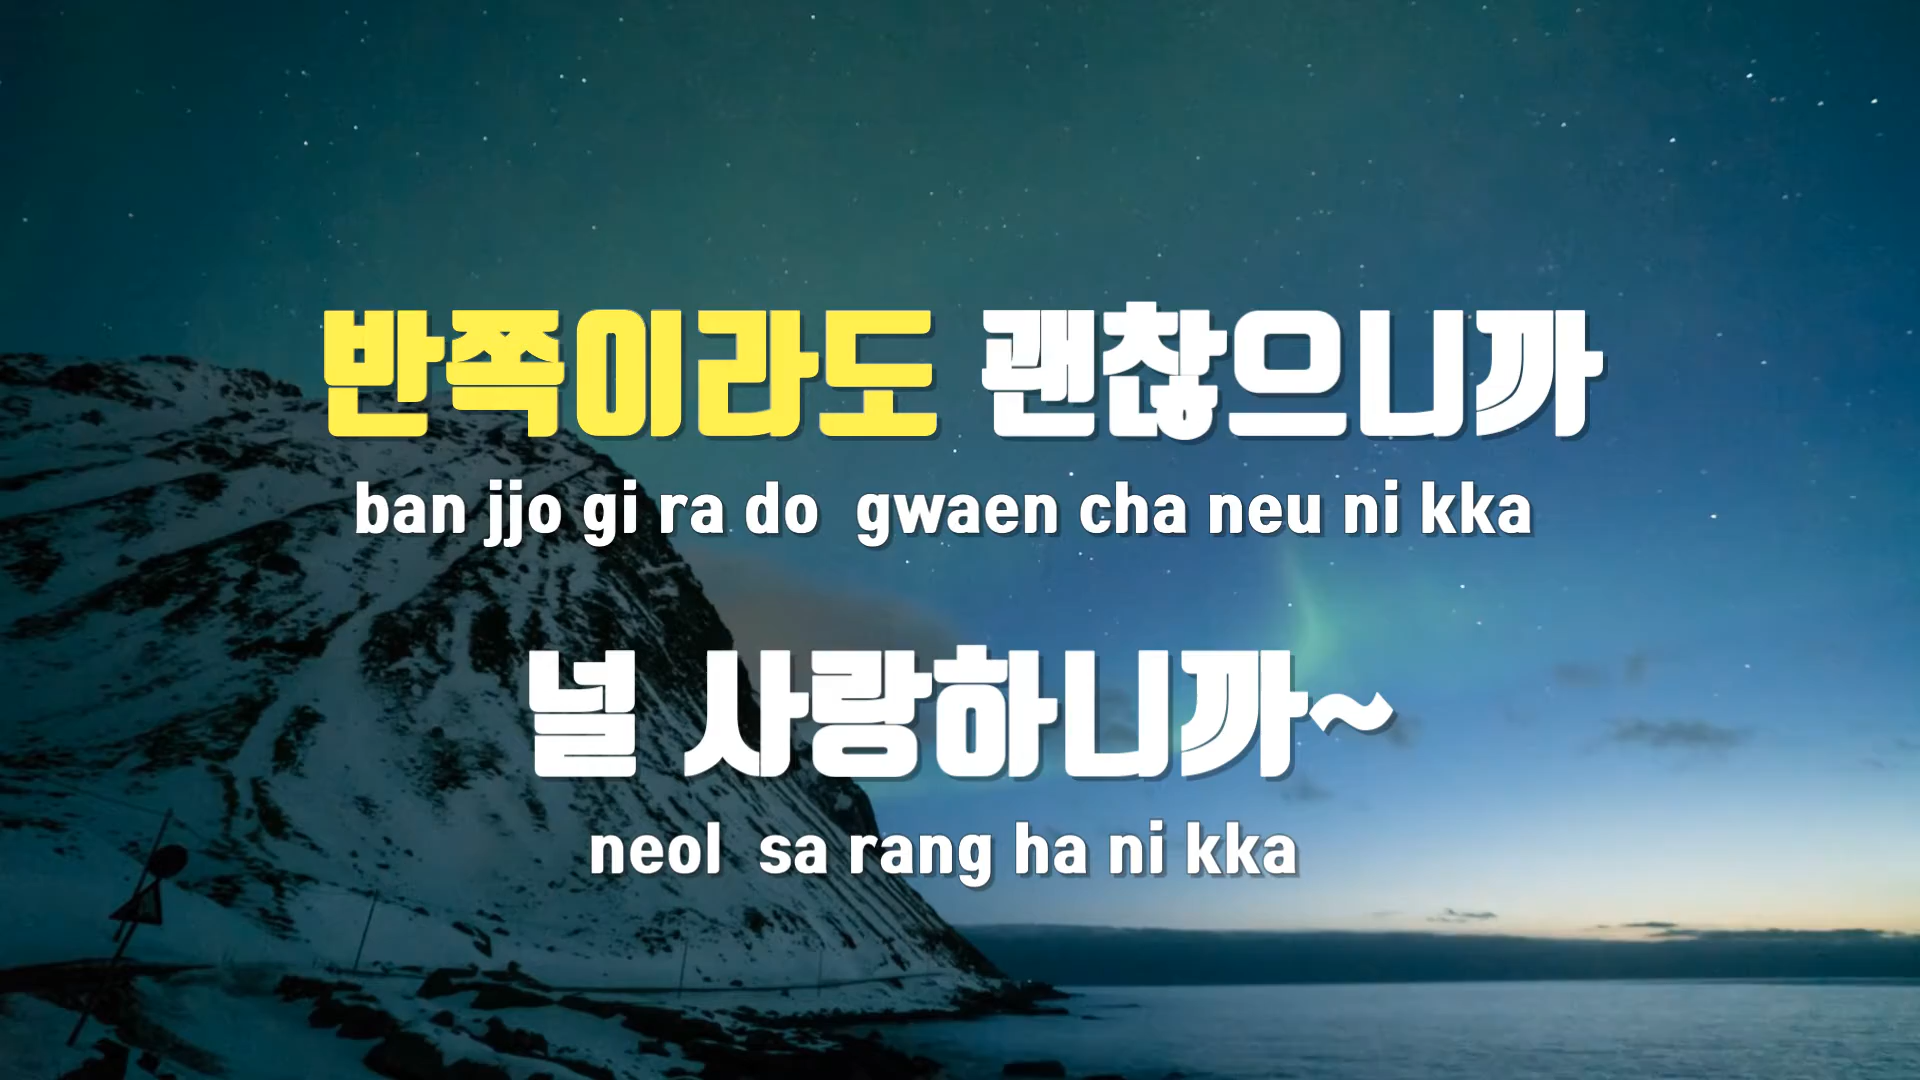 반쪽이라도 괜찮으니까
ban jjo gi ra do gwaen cha neu ni kka
널 사랑하니까~
neol sa rang ha ni kka